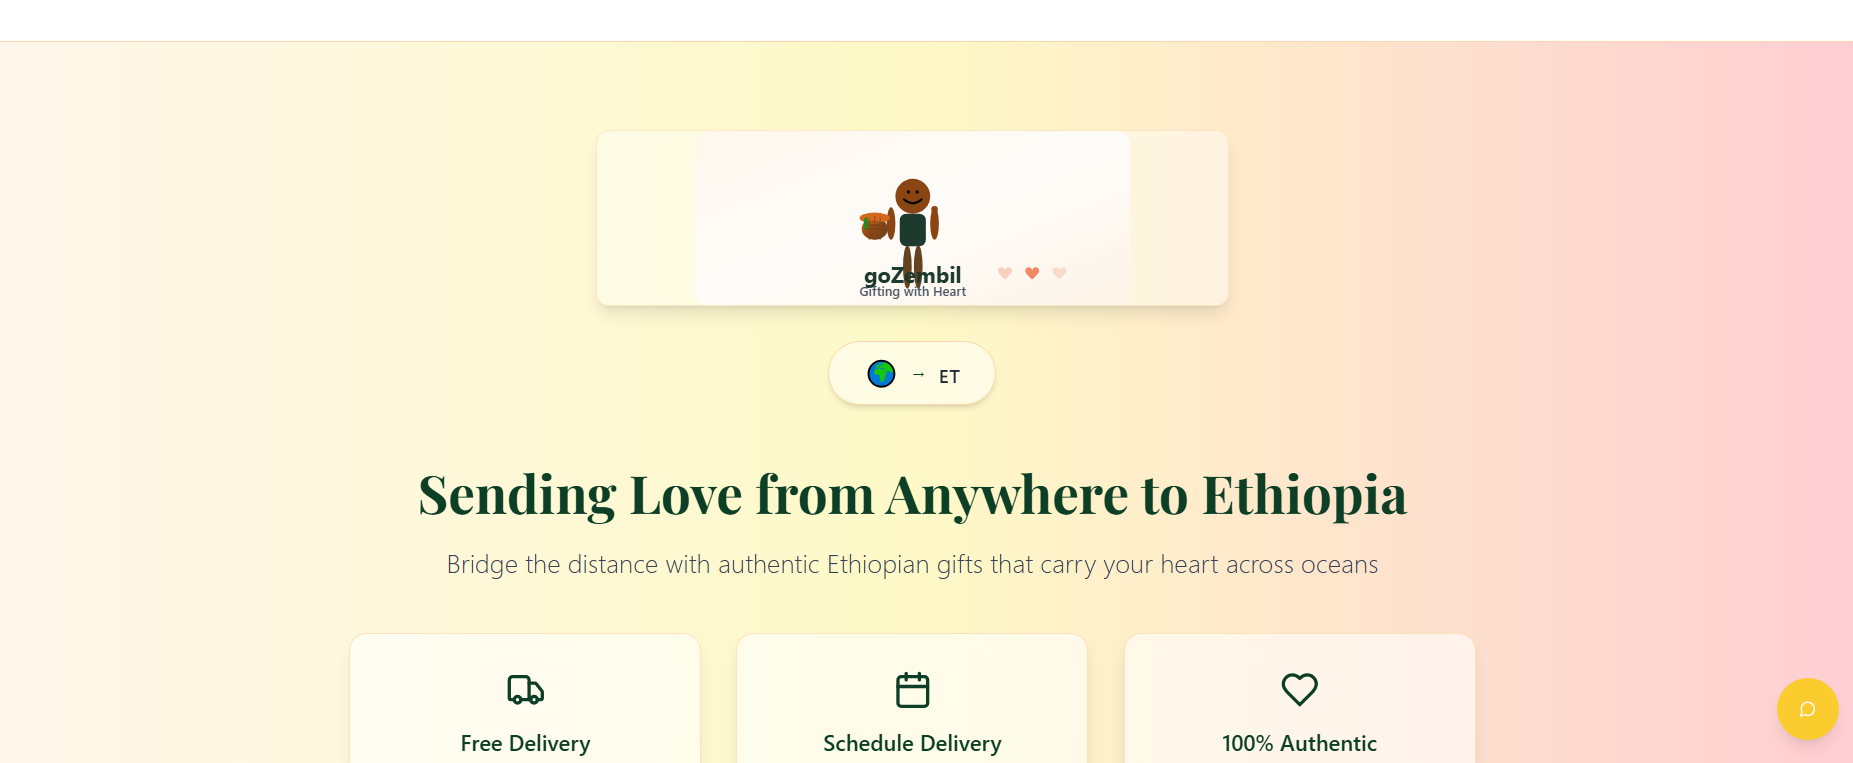 goZembil
Gifting with Heart
→ ET
Sending Love from Anywhere to Ethiopia
Bridge the distance with authentic Ethiopian gifts that carry your heart across oceans
Free Delivery
Schedule Delivery
100% Authentic